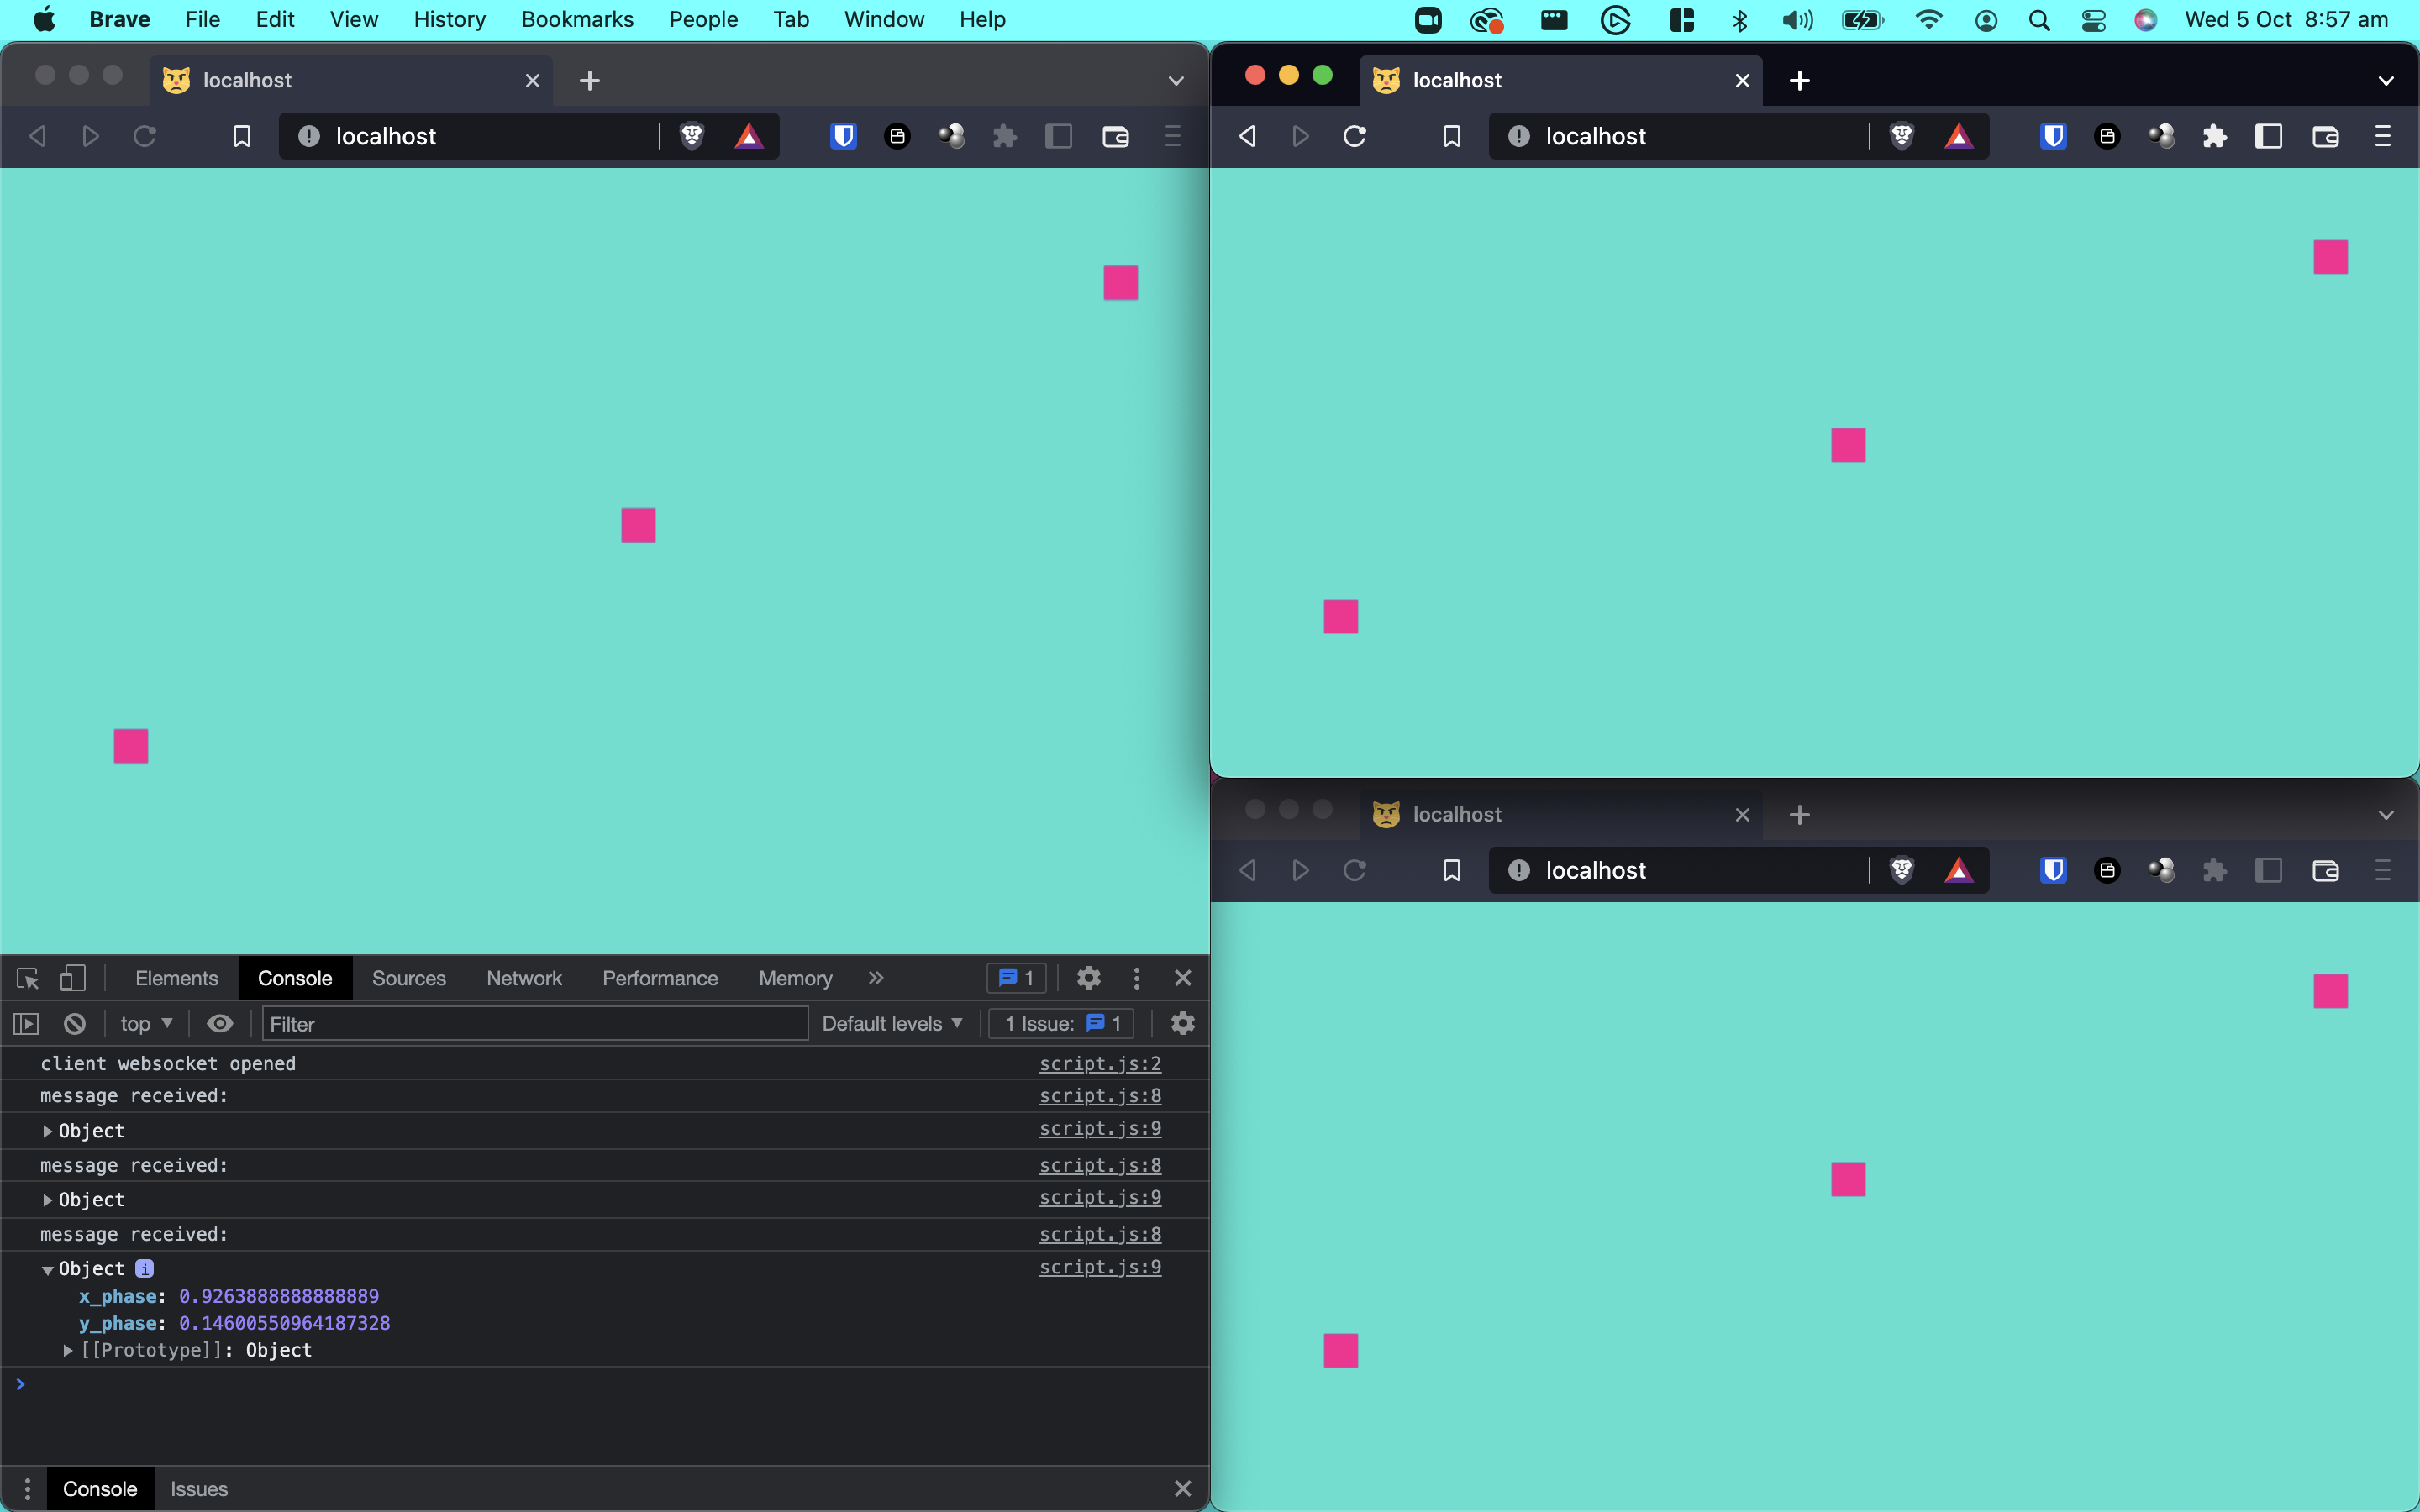 Brave File Edit View History Bookmarks People Tab Window Help Wed 5 Oct 8:57 am
localhost
localhost
localhost
localhost
localhost
localhost
Elements Console Sources Network Performance Memory 1
top Filter Default levels 1 Issue: 1
client websocket opened script.js:2
message received: script.js:8
Object script.js:9
message received: script.js:8
Object script.js:9
message received: script.js:8
Object i script.js:9
x_phase: 0.9263888888888889
y_phase: 0.14600550964187328
[[Prototype]]: Object
Console Issues